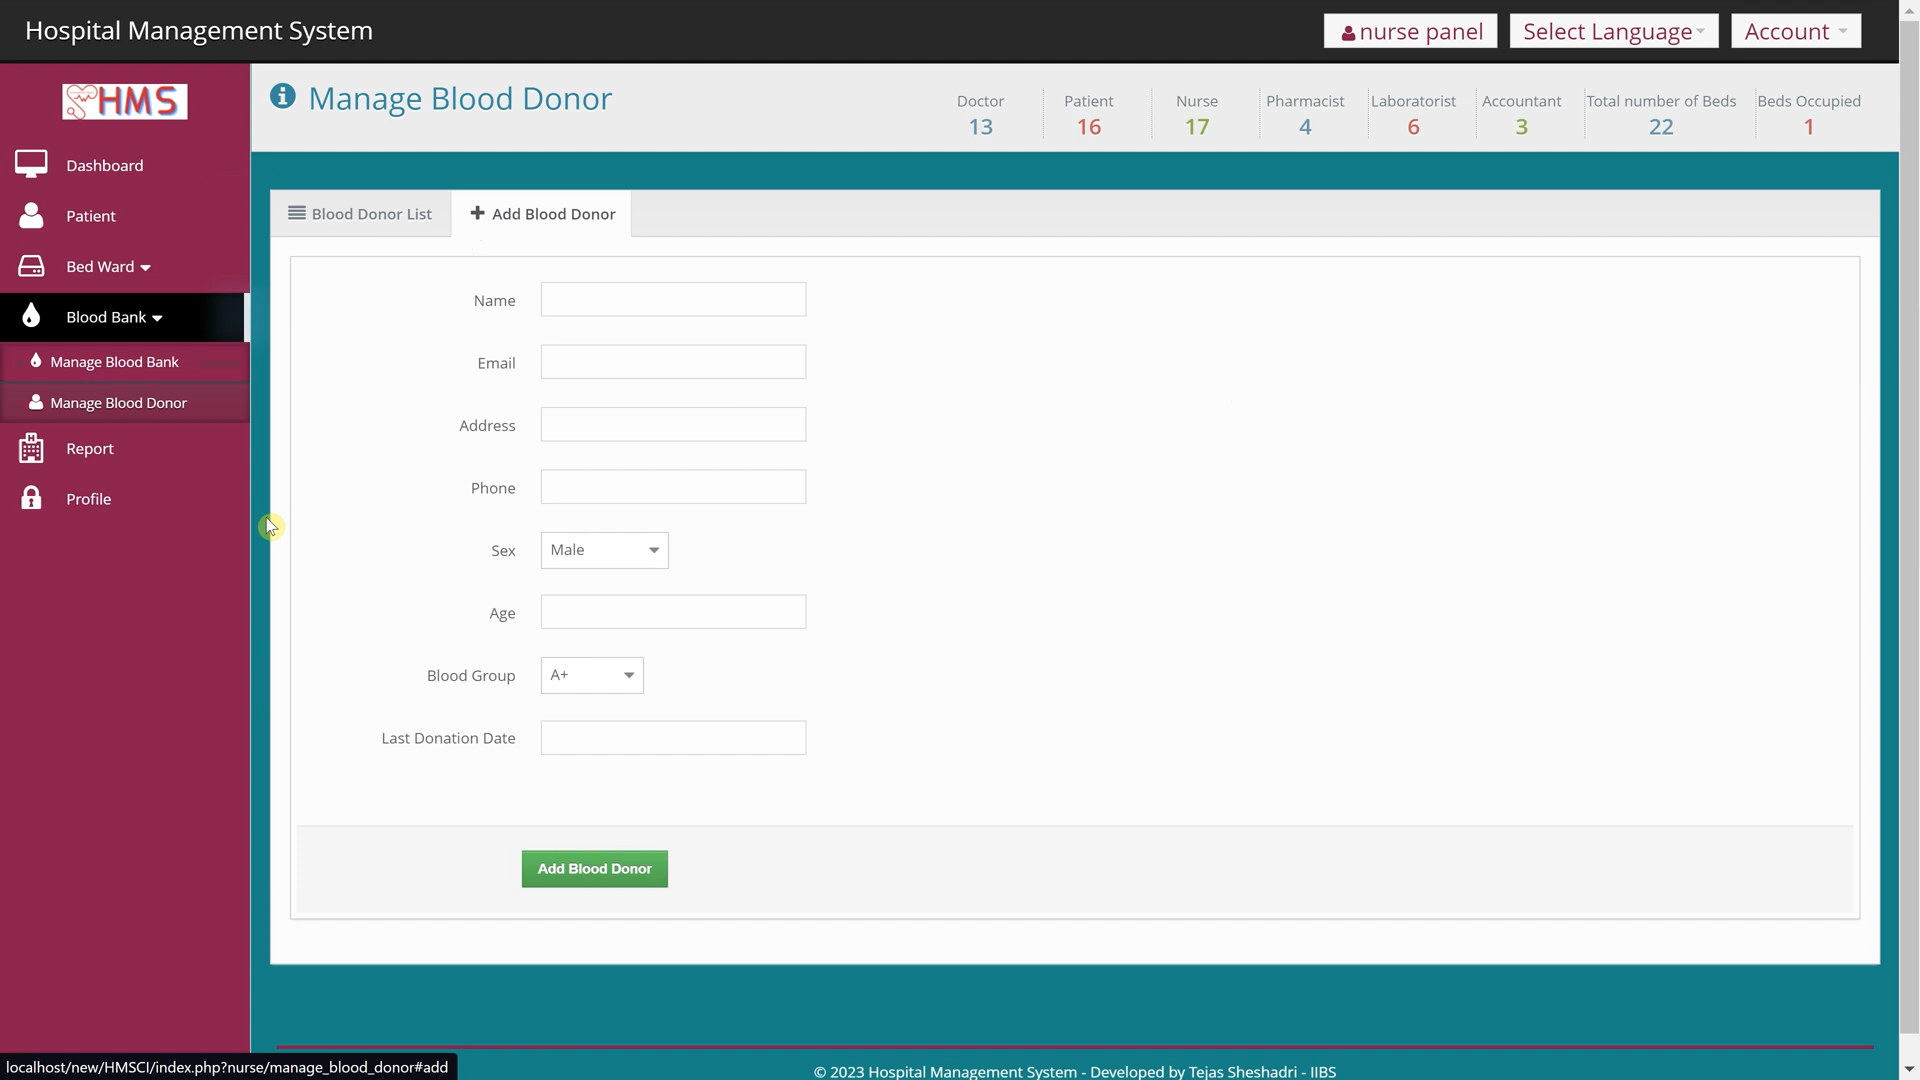 Hospital Management System
nurse panel
Select Language
Account
HMS
Dashboard
Patient
Bed Ward
Blood Bank
Manage Blood Bank
Manage Blood Donor
Report
Profile
Manage Blood Donor
Doctor
13
Patient
16
Nurse
17
Pharmacist
4
Laboratorist
6
Accountant
3
Total number of Beds
22
Beds Occupied
1
Blood Donor List
Add Blood Donor
Name
Email
Address
Phone
Sex
Male
Age
Blood Group
A+
Last Donation Date
Add Blood Donor
© 2023 Hospital Management System - Developed by Tejas Sheshadri - IIBS
localhost/new/HMSCI/index.php?nurse/manage_blood_donor#add